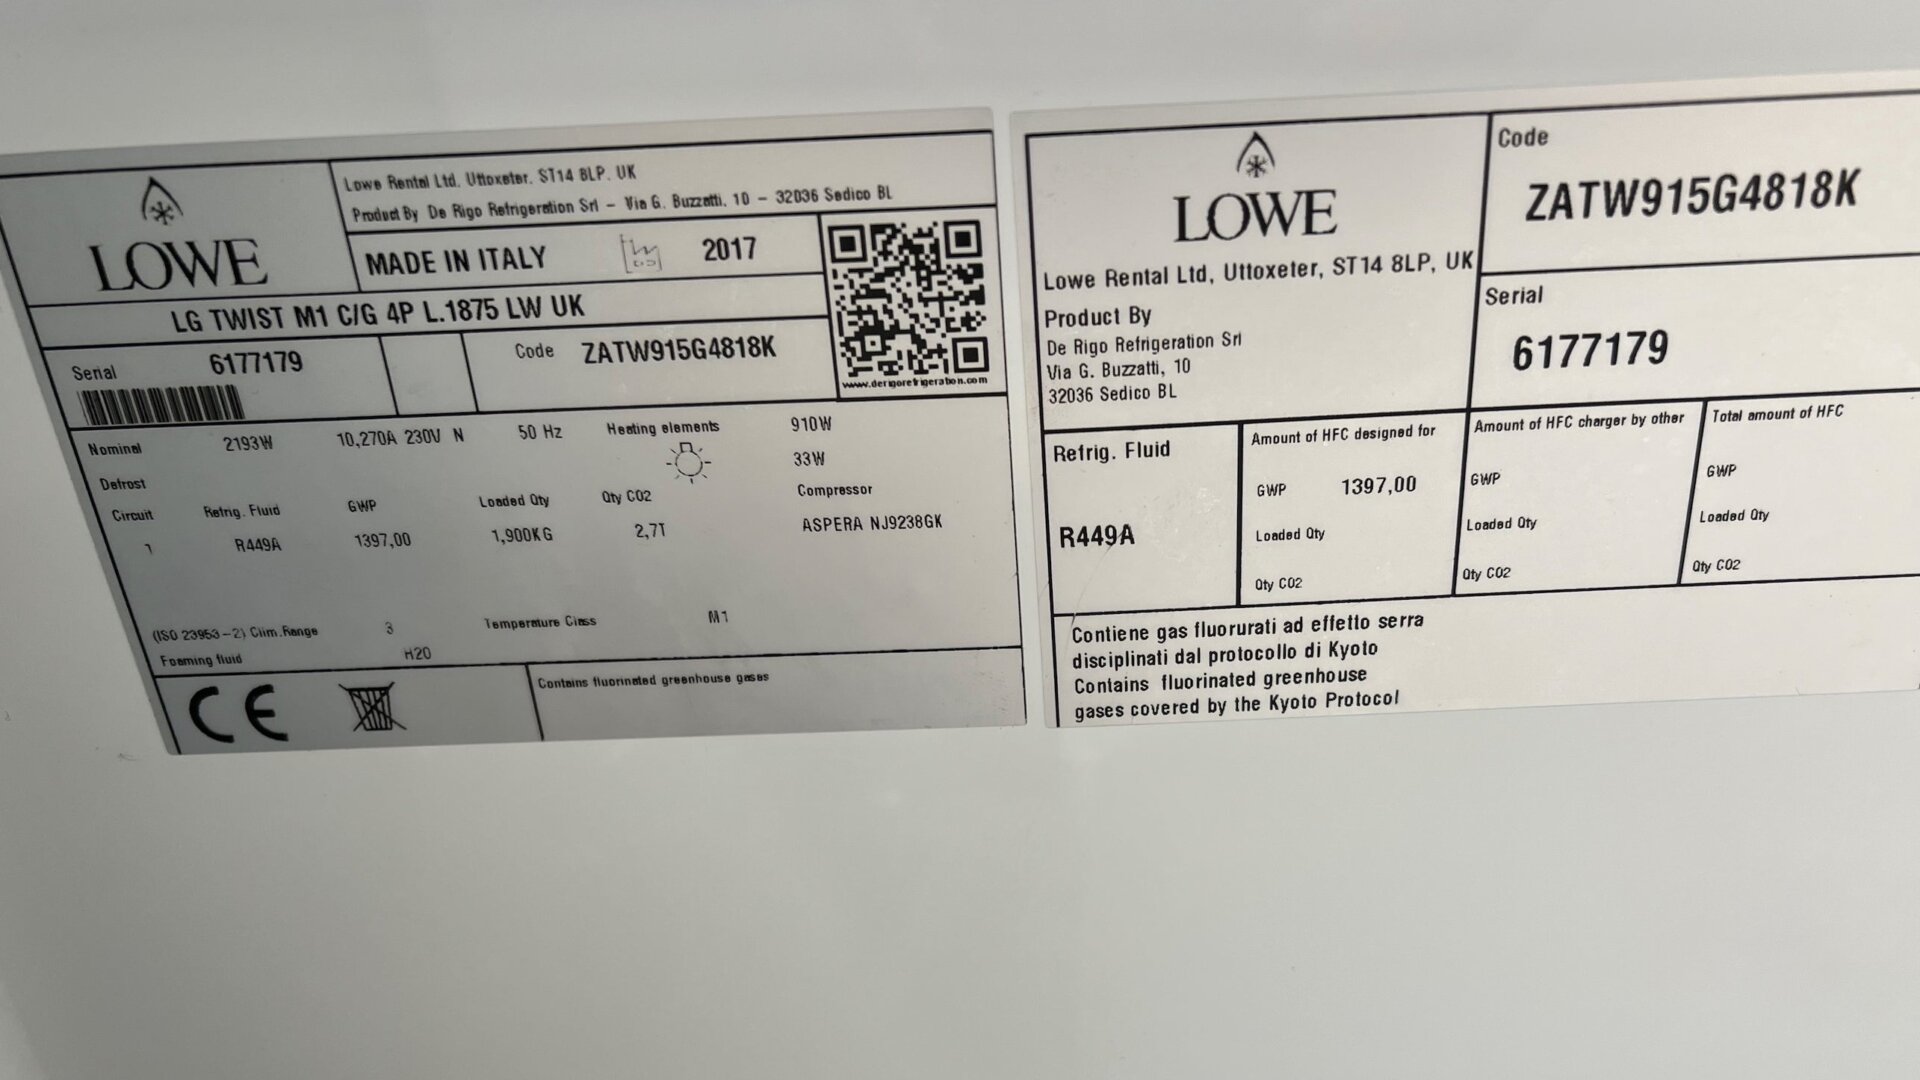 LOWE
Lowe Rental Ltd. Uttoxeter. ST14 8LP. UK
Product By De Rigo Refrigeration Srl - Via G. Buzzatti, 10 - 32036 Sedico BL
MADE IN ITALY 2017
LG TWIST M1 C/G 4P L.1875 LW UK
Serial 6177179 Code ZATW915G4818K
www.derigorefrigeration.com
Nominal 2193W 10,270A 230V N 50 Hz Heating elements 910W
Defrost 33W
Circuit Refrig. Fluid GWP Loaded Qty Qty CO2 Compressor
1 R449A 1397,00 1,900KG 2,7T ASPERA NJ9238GK
(ISO 23953-2) Clim.Range 3 Temperature Class M1
Foaming fluid H20
CE Contains fluorinated greenhouse gases
LOWE
Lowe Rental Ltd, Uttoxeter, ST14 8LP, UK
Product By
De Rigo Refrigeration Srl
Via G. Buzzatti, 10
32036 Sedico BL
Code
ZATW915G4818K
Serial
6177179
Refrig. Fluid
R449A
Amount of HFC designed for
GWP 1397,00
Loaded Qty
Qty CO2
Amount of HFC charger by other
GWP
Loaded Qty
Qty CO2
Total amount of HFC
GWP
Loaded Qty
Qty CO2
Contiene gas fluorurati ad effetto serra
disciplinati dal protocollo di Kyoto
Contains fluorinated greenhouse
gases covered by the Kyoto Protocol